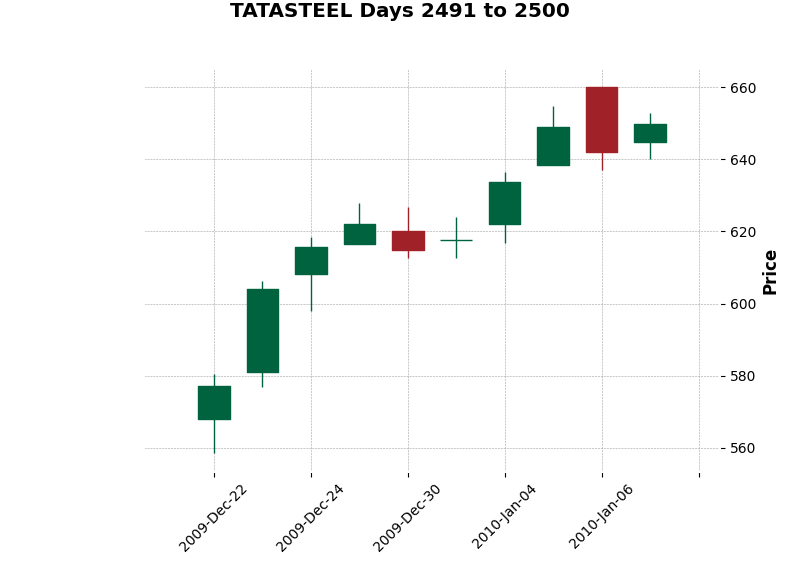 TATASTEEL Days 2491 to 2500
660
640
620
600
580
560
Price
2009-Dec-22
2009-Dec-24
2009-Dec-30
2010-Jan-04
2010-Jan-06